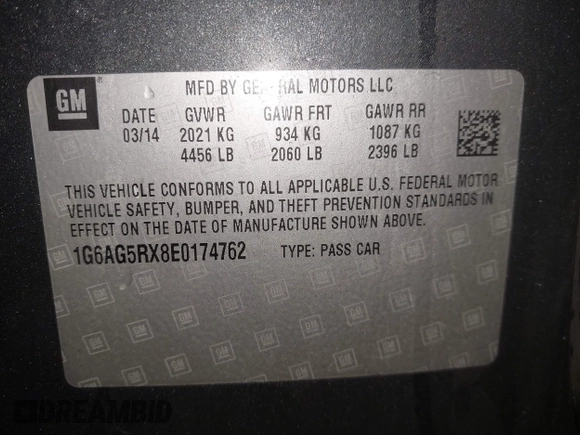 GM
MFD BY GENERAL MOTORS LLC
DATE GVWR GAWR FRT GAWR RR
03/14 2021 KG 934 KG 1087 KG
4456 LB 2060 LB 2396 LB
THIS VEHICLE CONFORMS TO ALL APPLICABLE U.S. FEDERAL MOTOR
VEHICLE SAFETY, BUMPER, AND THEFT PREVENTION STANDARDS IN
EFFECT ON THE DATE OF MANUFACTURE SHOWN ABOVE.
1G6AG5RX8E0174762 TYPE: PASS CAR
DREAMBID